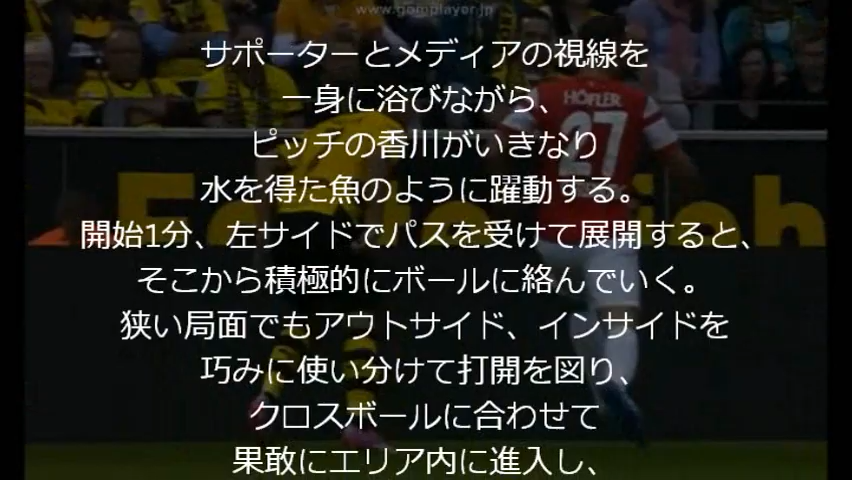 www.gomplayer.jp
HÖFLER
27
サポーターとメディアの視線を
一身に浴びながら、
ピッチの香川がいきなり
水を得た魚のように躍動する。
開始1分、左サイドでパスを受けて展開すると、
そこから積極的にボールに絡んでいく。
狭い局面でもアウトサイド、インサイドを
巧みに使い分けて打開を図り、
クロスボールに合わせて
果敢にエリア内に進入し、